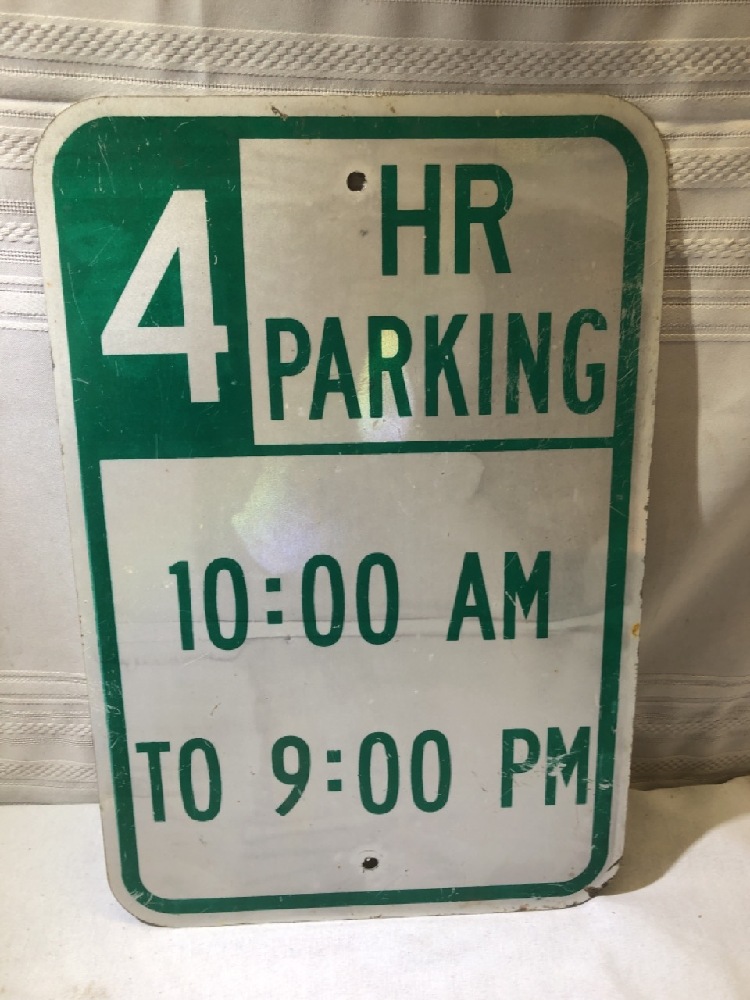 4 HR
PARKING
10:00 AM
TO 9:00 PM